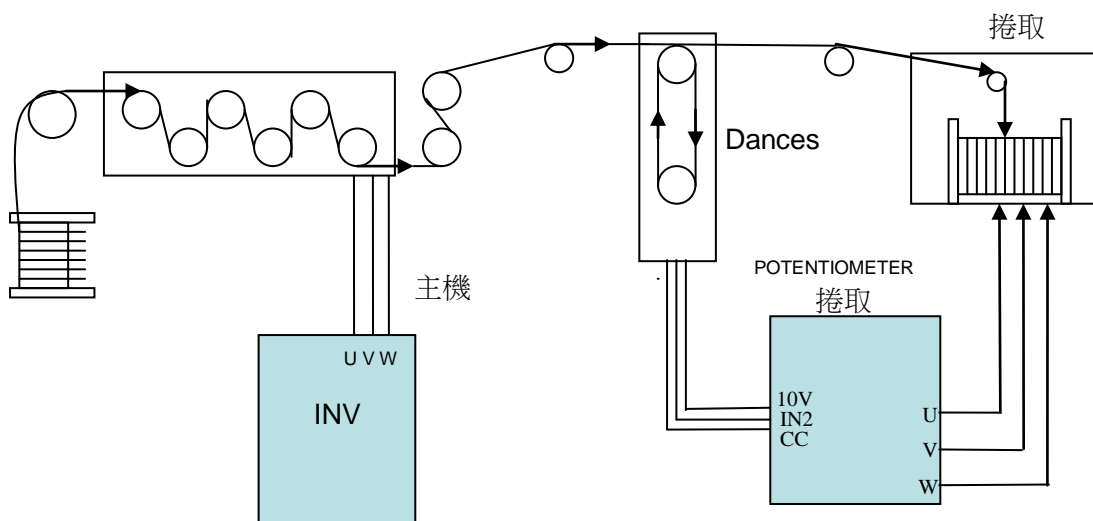 捲取
Dances
POTENTIOMETER
捲取
主機
U V W
INV
10V
IN2
CC
U
V
W